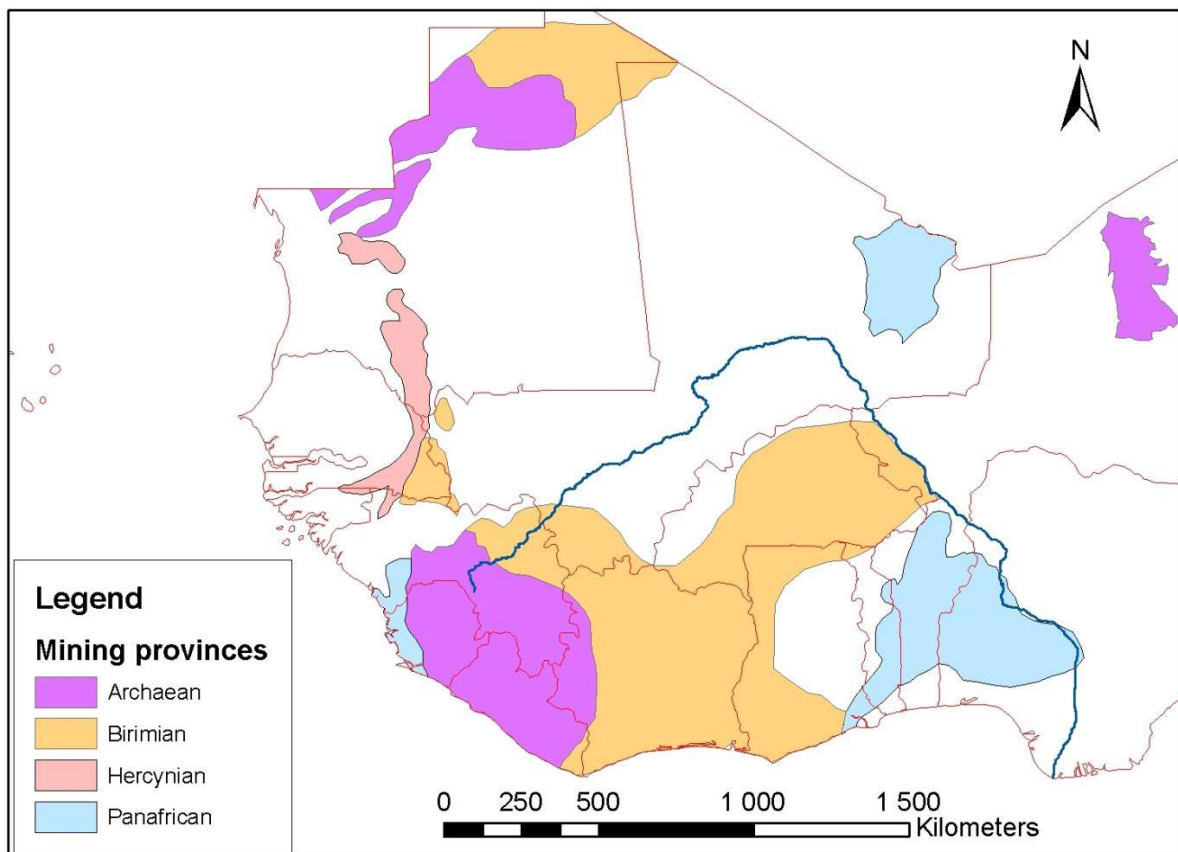 N
Legend
Mining provinces
Archaean
Birimian
Hercynian
Panafrican
0 250 500 1 000 1 500
Kilometers